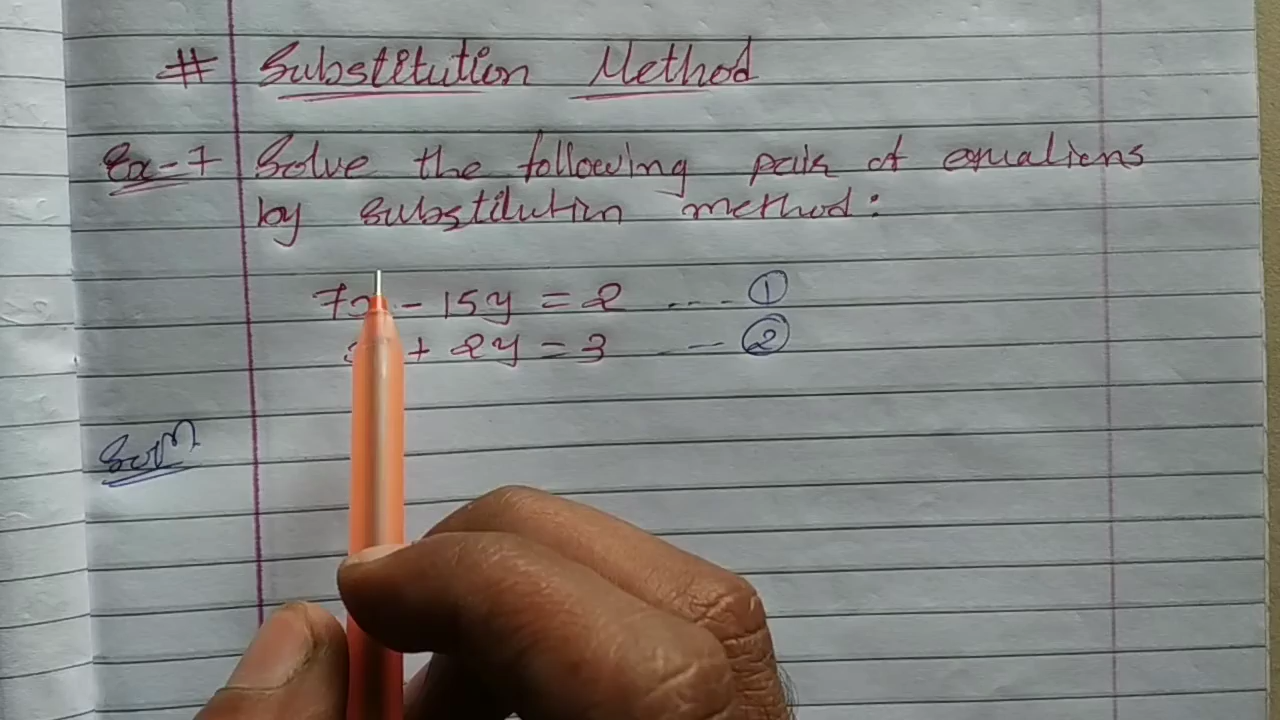 # Substitution Method
Ex-7 Solve the following pair of equations
by substitution method:
7x - 15y = 2 ---- ①
+ 2y = 3 -- ②
Solⁿ